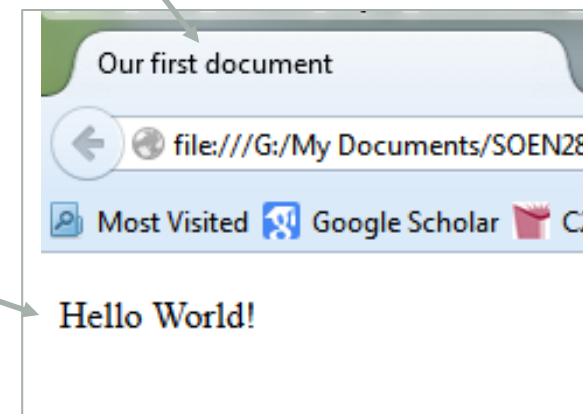 Our first document
file:///G:/My Documents/SOEN28
Most Visited Google Scholar
Hello World!